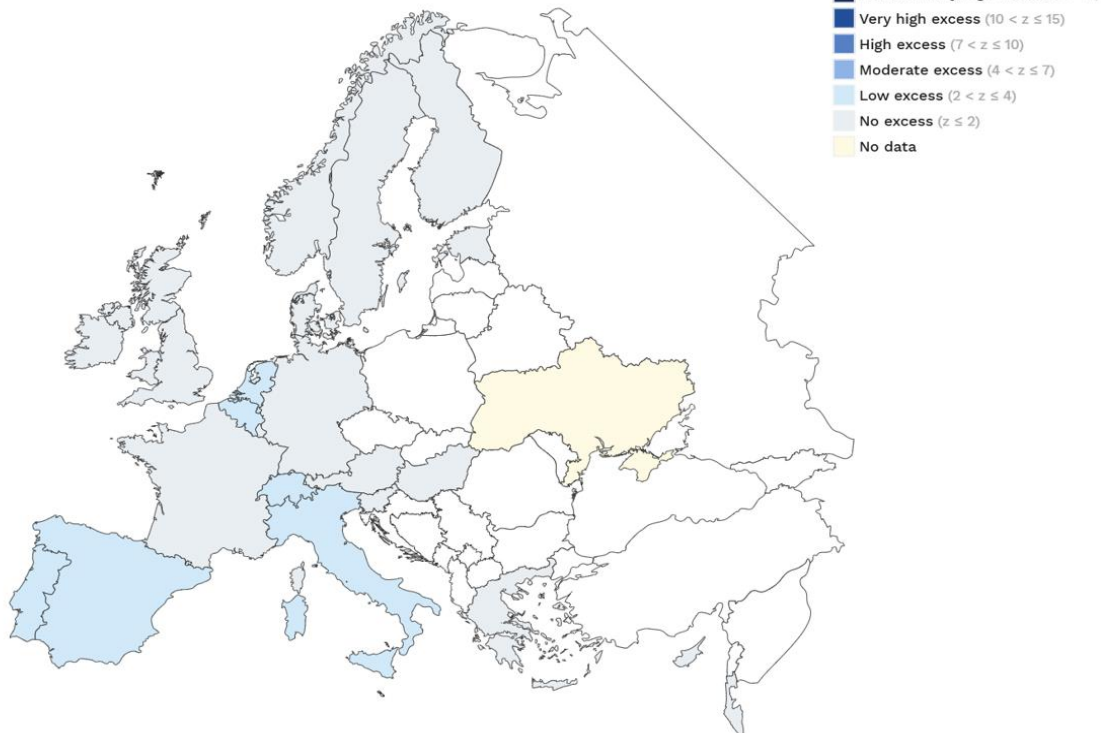 Very high excess (10 < z ≤ 15)
High excess (7 < z ≤ 10)
Moderate excess (4 < z ≤ 7)
Low excess (2 < z ≤ 4)
No excess (z ≤ 2)
No data